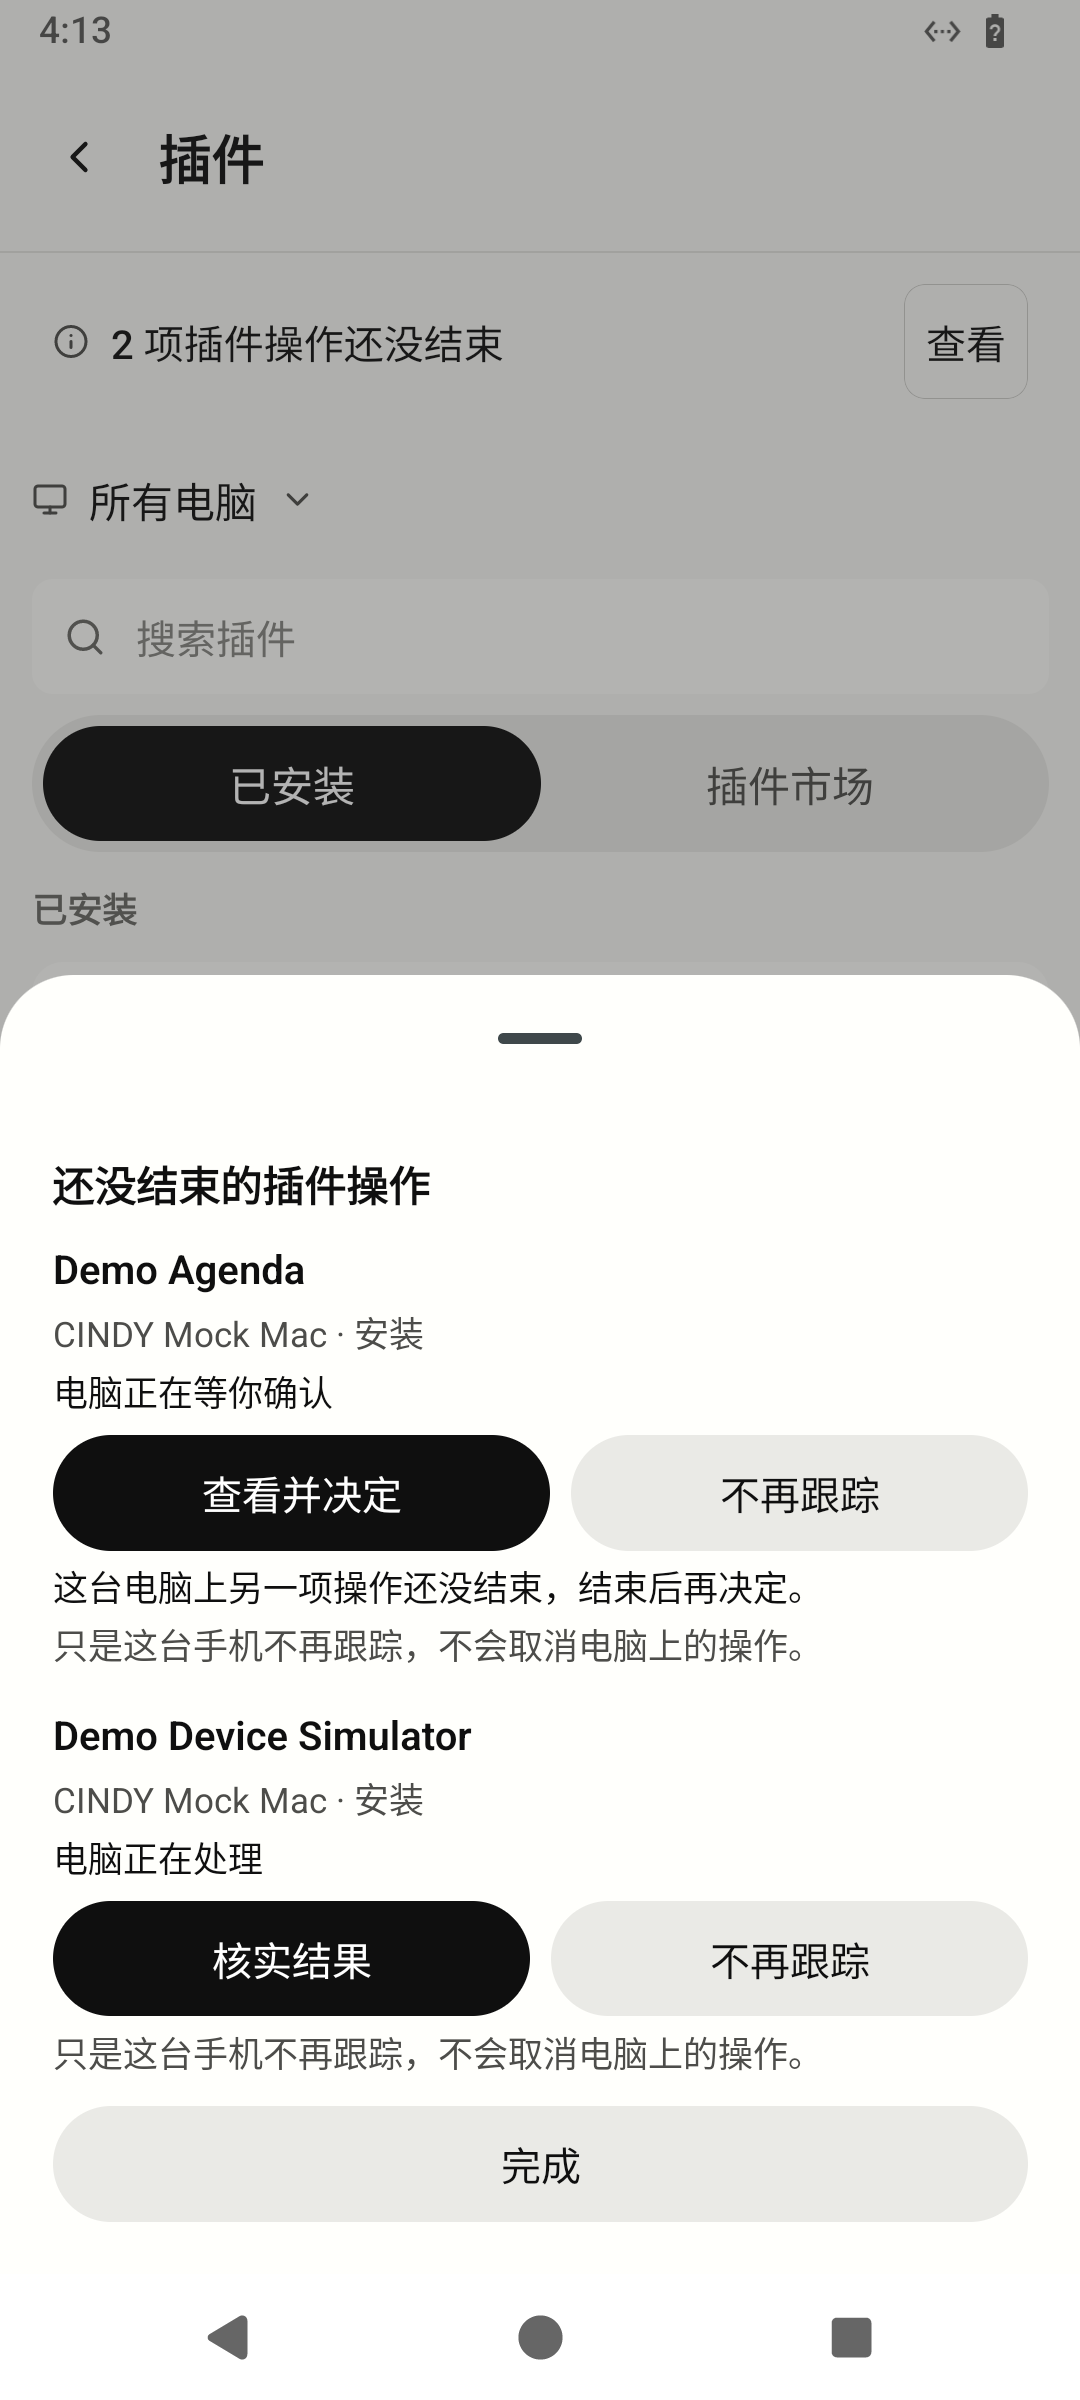 4:13
插件
2 项插件操作还没结束
查看
所有电脑
搜索插件
已安装
插件市场
已安装
还没结束的插件操作
Demo Agenda
CINDY Mock Mac · 安装
电脑正在等你确认
查看并决定
不再跟踪
这台电脑上另一项操作还没结束，结束后再决定。
只是这台手机不再跟踪，不会取消电脑上的操作。
Demo Device Simulator
CINDY Mock Mac · 安装
电脑正在处理
核实结果
不再跟踪
只是这台手机不再跟踪，不会取消电脑上的操作。
完成